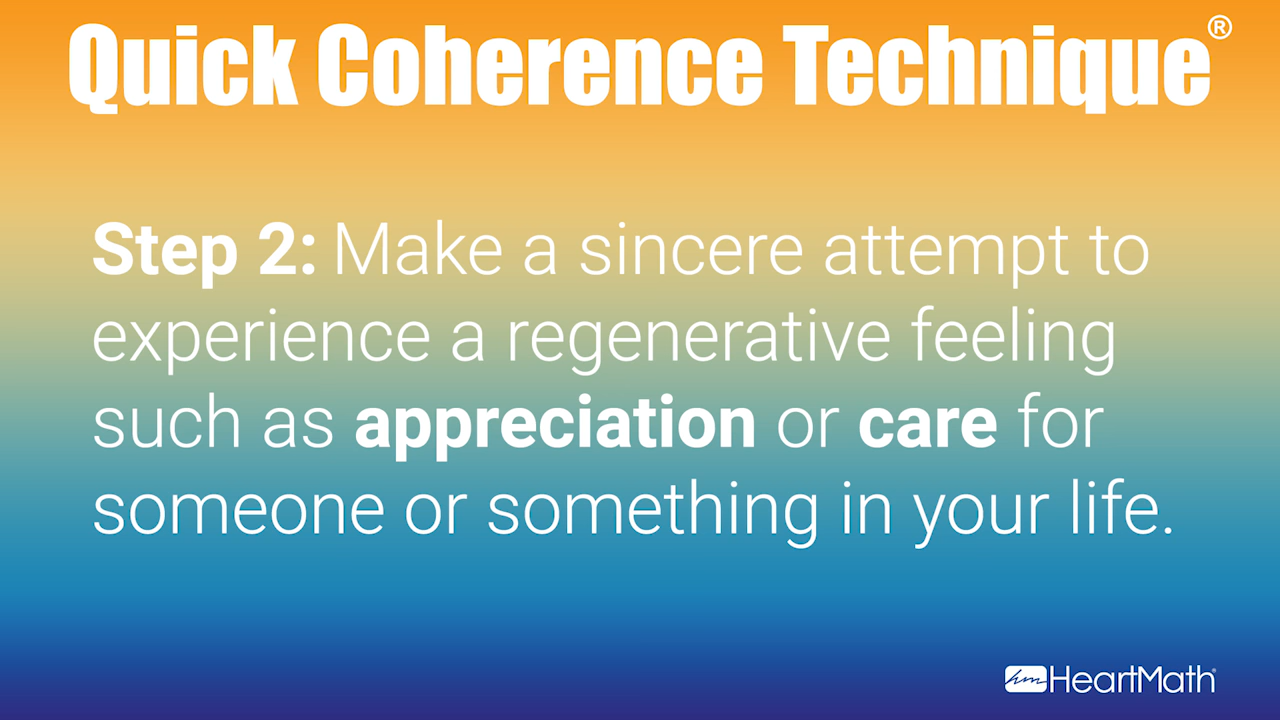 Quick Coherence Technique®
Step 2: Make a sincere attempt to
experience a regenerative feeling
such as appreciation or care for
someone or something in your life.
hm HeartMath®